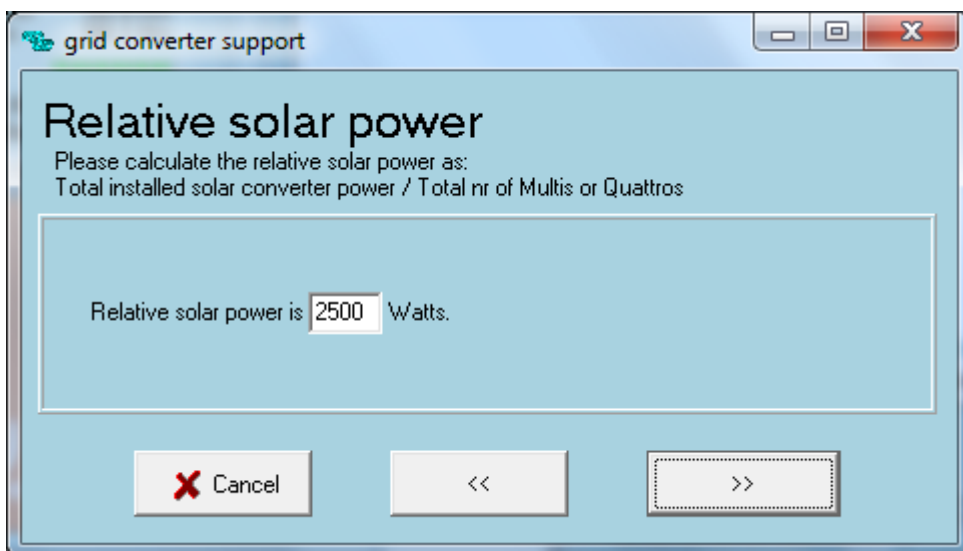 grid converter support
Relative solar power
Please calculate the relative solar power as:
Total installed solar converter power / Total nr of Multis or Quattros
Relative solar power is 2500 Watts.
Cancel << >>